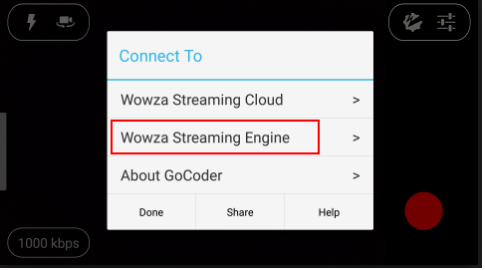 Connect To
Wowza Streaming Cloud >
Wowza Streaming Engine >
About GoCoder >
Done Share Help
1000 kbps